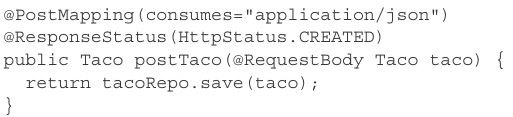 @PostMapping(consumes="application/json")
@ResponseStatus(HttpStatus.CREATED)
public Taco postTaco(@RequestBody Taco taco) {
  return tacoRepo.save(taco);
}